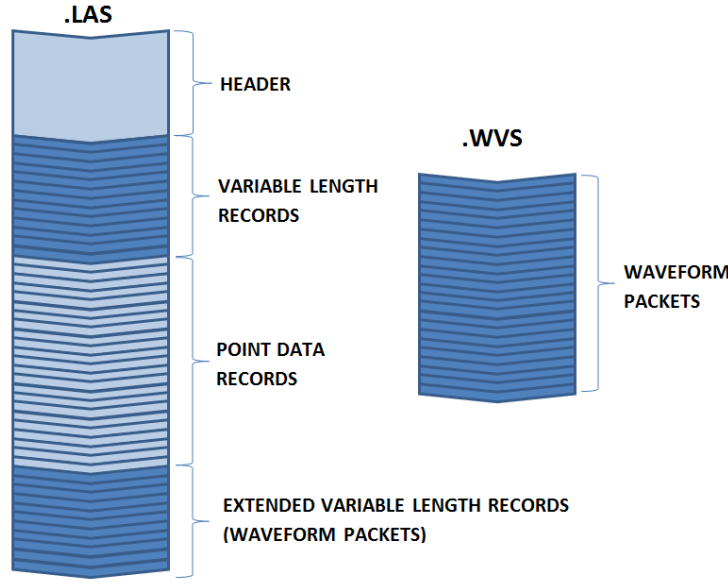 .LAS
HEADER
VARIABLE LENGTH
RECORDS
POINT DATA
RECORDS
EXTENDED VARIABLE LENGTH RECORDS
(WAVEFORM PACKETS)
.WVS
WAVEFORM
PACKETS